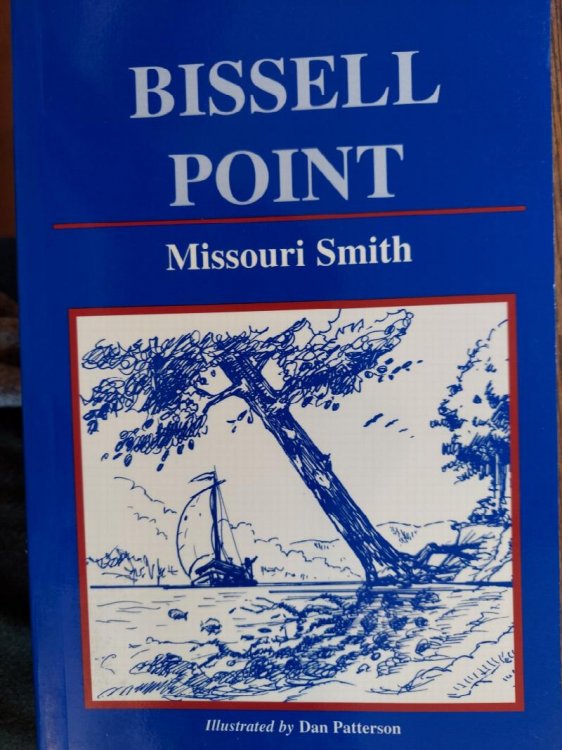 BISSELL
POINT
Missouri Smith
Illustrated by Dan Patterson